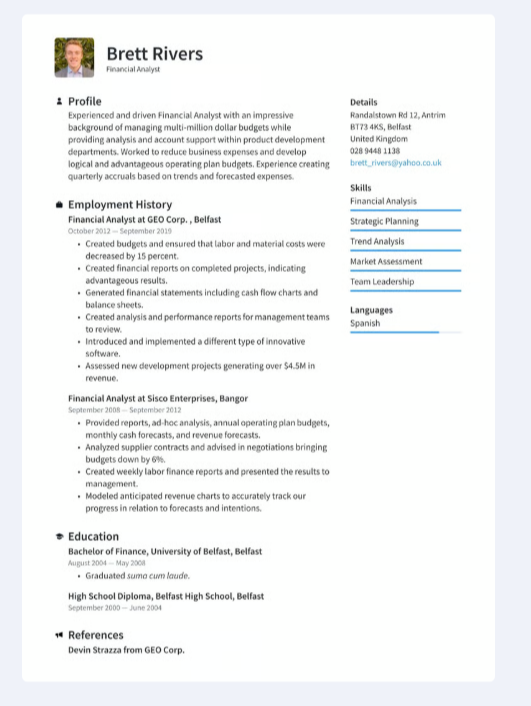 Brett Rivers
Financial Analyst
Profile
Experienced and driven Financial Analyst with an impressive
background of managing multi-million dollar budgets while
providing analysis and account support within product development
departments. Worked to reduce business expenses and develop
logical and advantageous operating plan budgets. Experience creating
quarterly accruals based on trends and forecasted expenses.
Employment History
Financial Analyst at GEO Corp. , Belfast
October 2012 — September 2019
• Created budgets and ensured that labor and material costs were
decreased by 15 percent.
• Created financial reports on completed projects, indicating
advantageous results.
• Generated financial statements including cash flow charts and
balance sheets.
• Created analysis and performance reports for management teams
to review.
• Introduced and implemented a different type of innovative
software.
• Assessed new development projects generating over $4.5M in
revenue.
Financial Analyst at Sisco Enterprises, Bangor
September 2008 — September 2012
• Provided reports, ad-hoc analysis, annual operating plan budgets,
monthly cash forecasts, and revenue forecasts.
• Analyzed supplier contracts and advised in negotiations bringing
budgets down by 6%.
• Created weekly labor finance reports and presented the results to
management.
• Modeled anticipated revenue charts to accurately track our
progress in relation to forecasts and intentions.
Education
Bachelor of Finance, University of Belfast, Belfast
August 2004 — May 2008
• Graduated suma cum laude.
High School Diploma, Belfast High School, Belfast
September 2000 — June 2004
References
Devin Strazza from GEO Corp.
Details
Randalstown Rd 12, Antrim
BT73 4KS, Belfast
United Kingdom
028 9448 1138
brett_rivers@yahoo.co.uk
Skills
Financial Analysis
Strategic Planning
Trend Analysis
Market Assessment
Team Leadership
Languages
Spanish